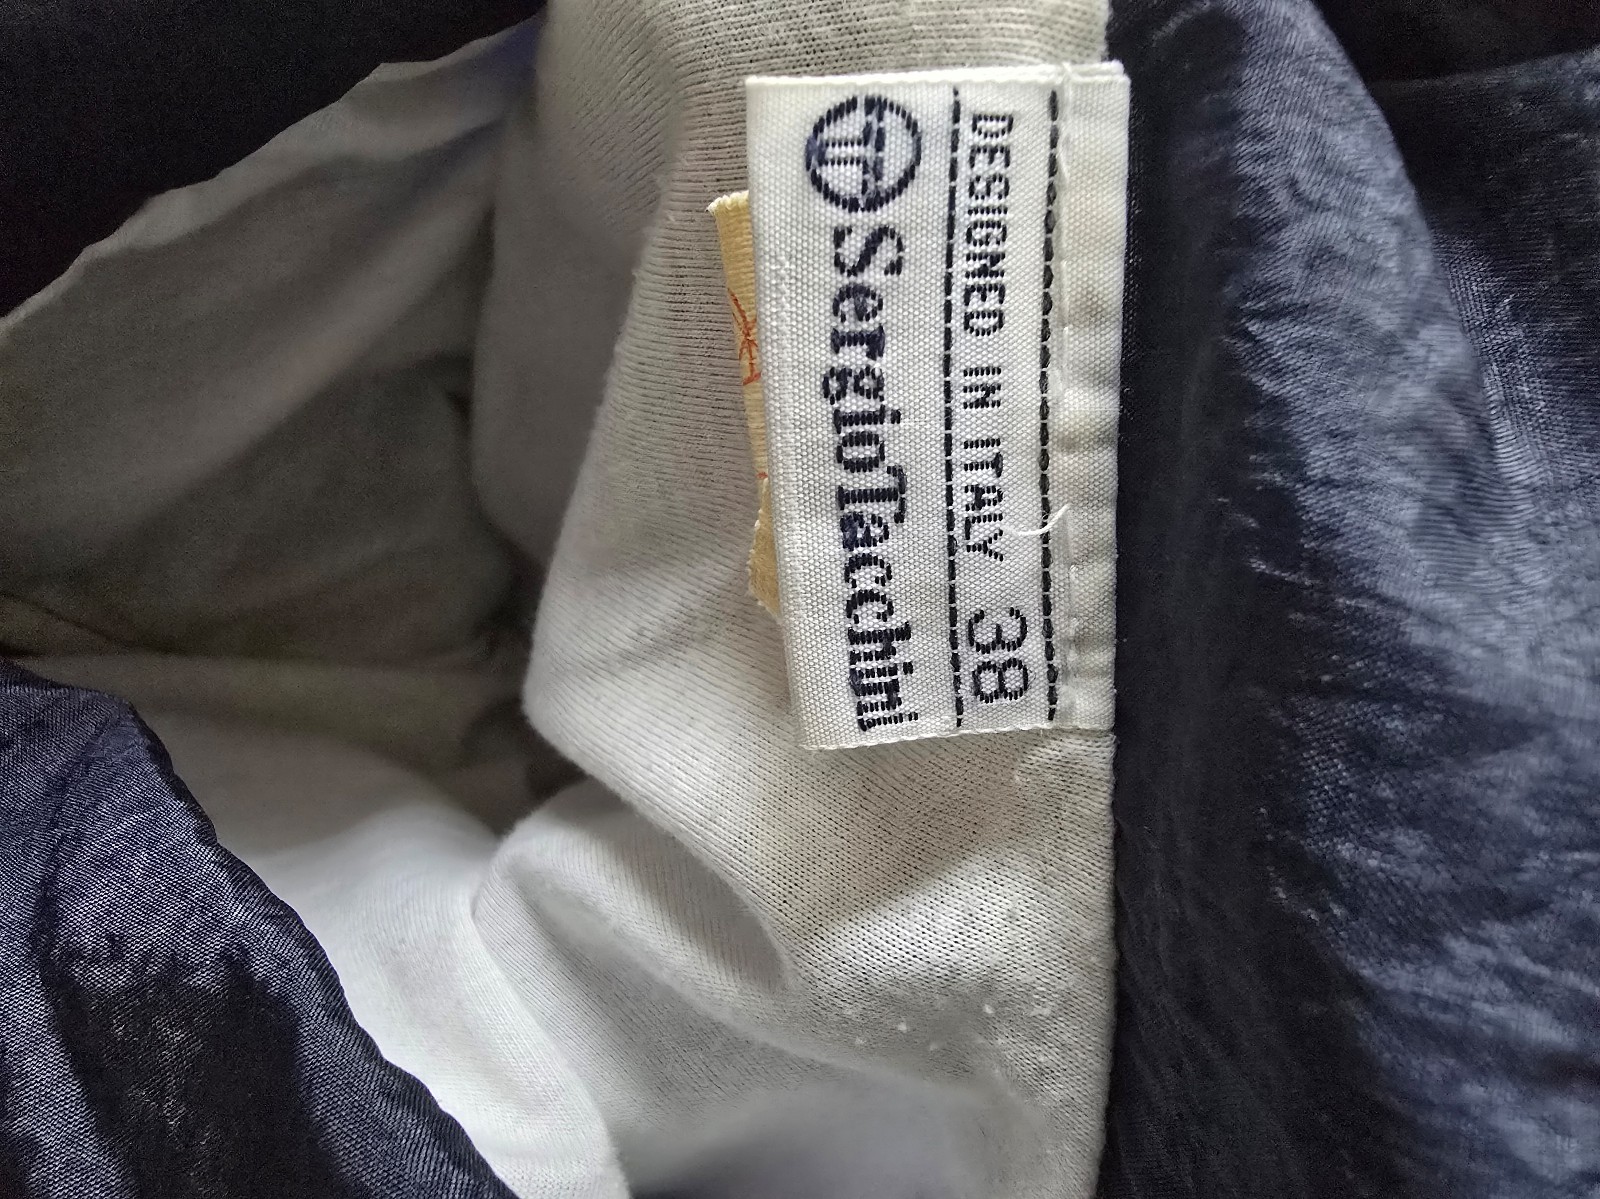 SergioTacchini
DESIGNED IN ITALY 38